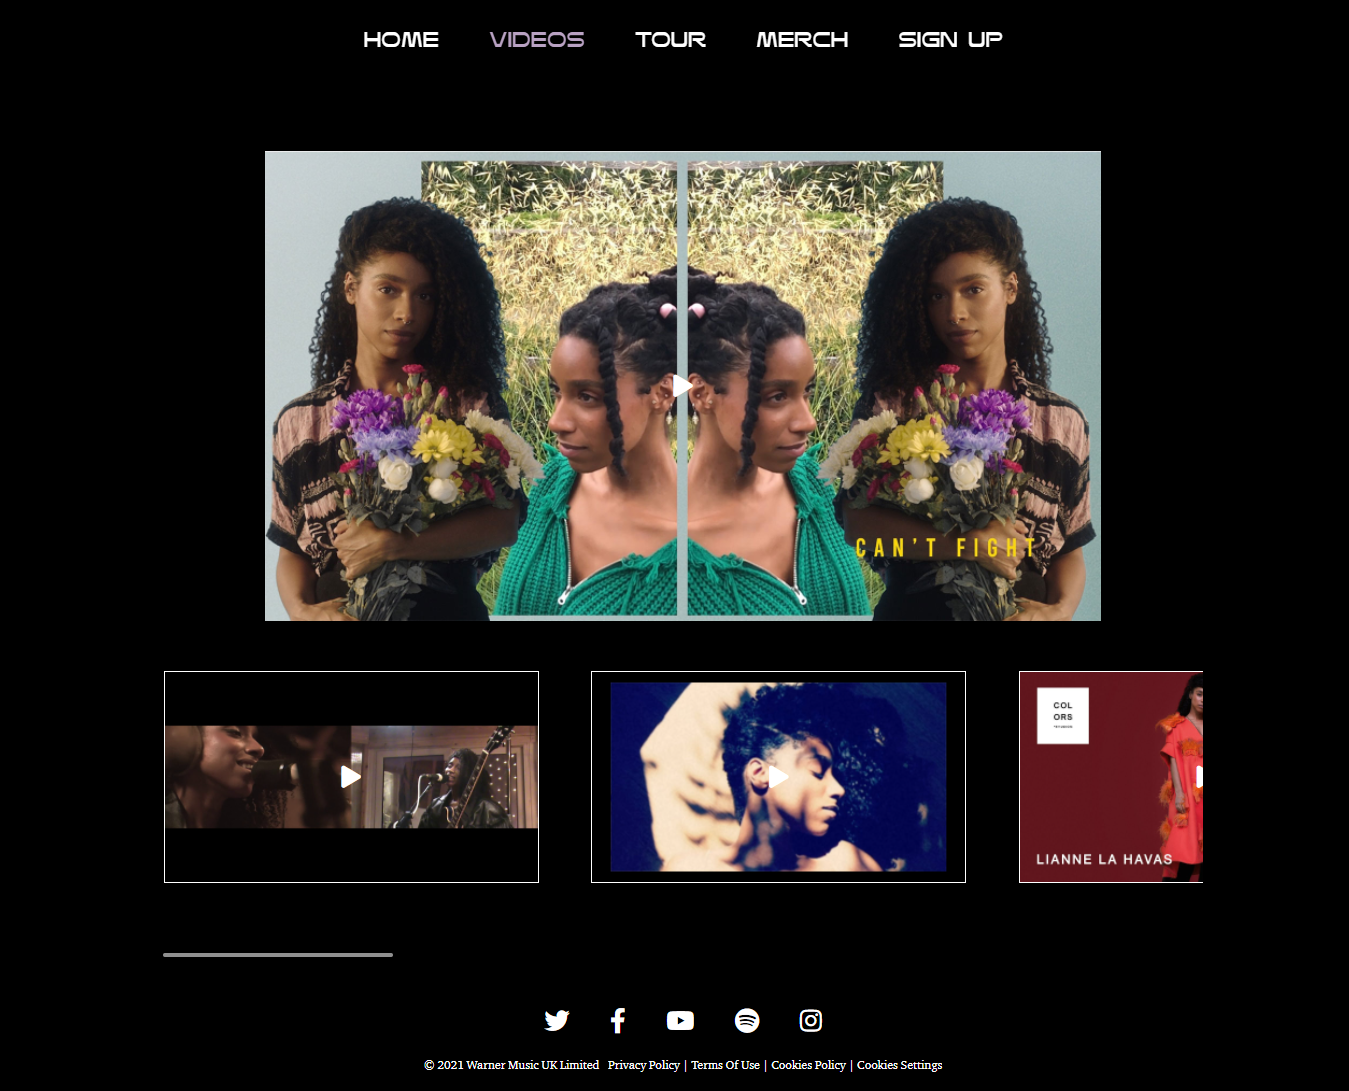 HOME VIDEOS TOUR MERCH SIGN UP
CAN'T FIGHT
COL
ORS
LIANNE LA HAVAS
© 2021 Warner Music UK Limited Privacy Policy | Terms Of Use | Cookies Policy | Cookies Settings